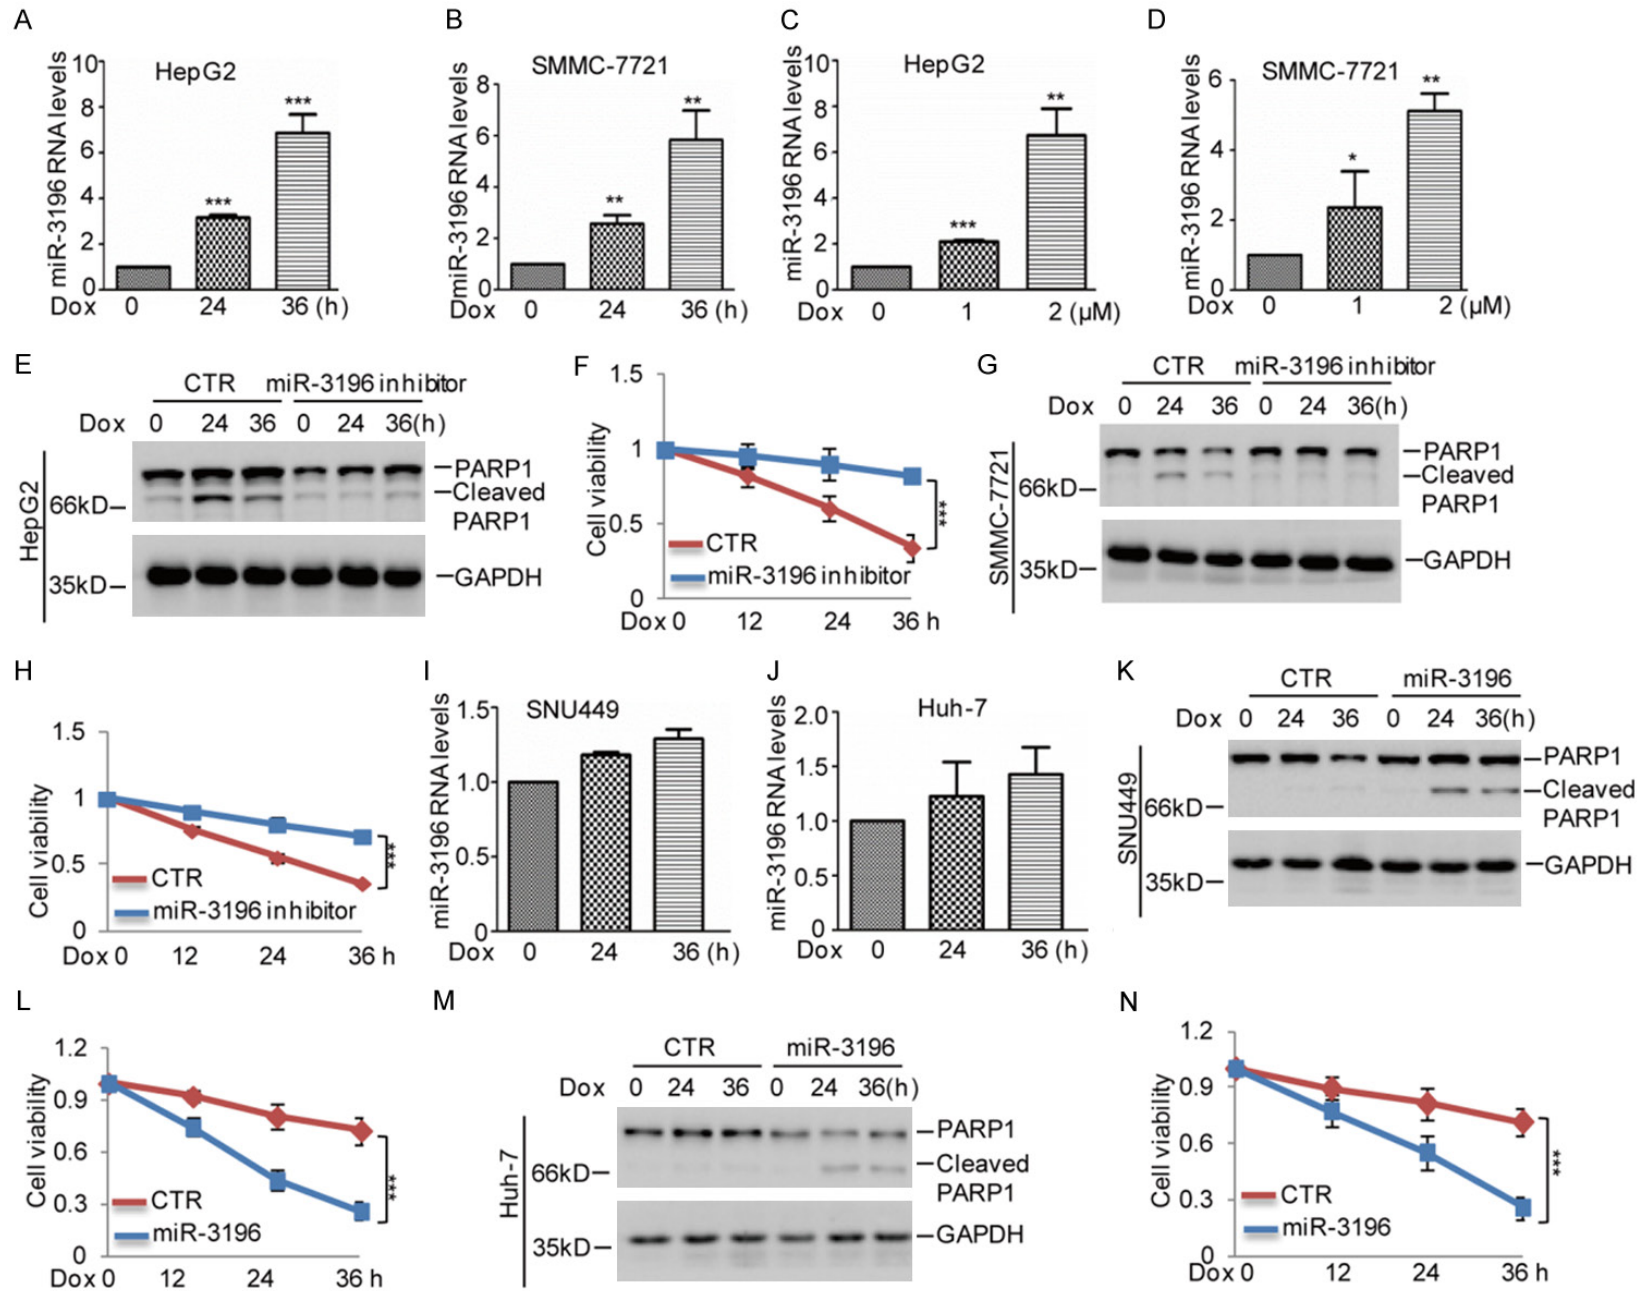 A
HepG2
miR-3196 RNA levels
10
8
6
4
2
0
***
***
Dox 0 24 36 (h)
B
SMMC-7721
miR-3196 RNA levels
8
6
4
2
0
**
**
Dox 0 24 36 (h)
C
HepG2
miR-3196 RNA levels
10
8
6
4
2
0
***
**
Dox 0 1 2 (μM)
D
SMMC-7721
miR-3196 RNA levels
6
4
2
0
*
**
Dox 0 1 2 (μM)
E
CTR miR-3196 inhibitor
Dox 0 24 36 0 24 36(h)
HepG2
PARP1
Cleaved
PARP1
66kD
GAPDH
35kD
F
Cell viability
1.5
1
0.5
0
***
CTR
miR-3196 inhibitor
Dox 0 12 24 36 h
G
CTR miR-3196 inhibitor
Dox 0 24 36 0 24 36(h)
SMMC-7721
PARP1
Cleaved
PARP1
66kD
GAPDH
35kD
H
Cell viability
1.5
1
0.5
0
***
CTR
miR-3196 inhibitor
Dox 0 12 24 36 h
I
SNU449
miR-3196 RNA levels
1.5
1.0
0.5
0
Dox 0 24 36 (h)
J
Huh-7
miR-3196 RNA levels
2.0
1.5
1.0
0.5
0
Dox 0 24 36 (h)
K
CTR miR-3196
Dox 0 24 36 0 24 36(h)
SNU449
PARP1
Cleaved
PARP1
66kD
GAPDH
35kD
L
Cell viability
1.2
0.9
0.6
0.3
0
***
CTR
miR-3196
Dox 0 12 24 36 h
M
CTR miR-3196
Dox 0 24 36 0 24 36(h)
Huh-7
PARP1
Cleaved
PARP1
66kD
GAPDH
35kD
N
Cell viability
1.2
0.9
0.6
0.3
0
***
CTR
miR-3196
Dox 0 12 24 36 h